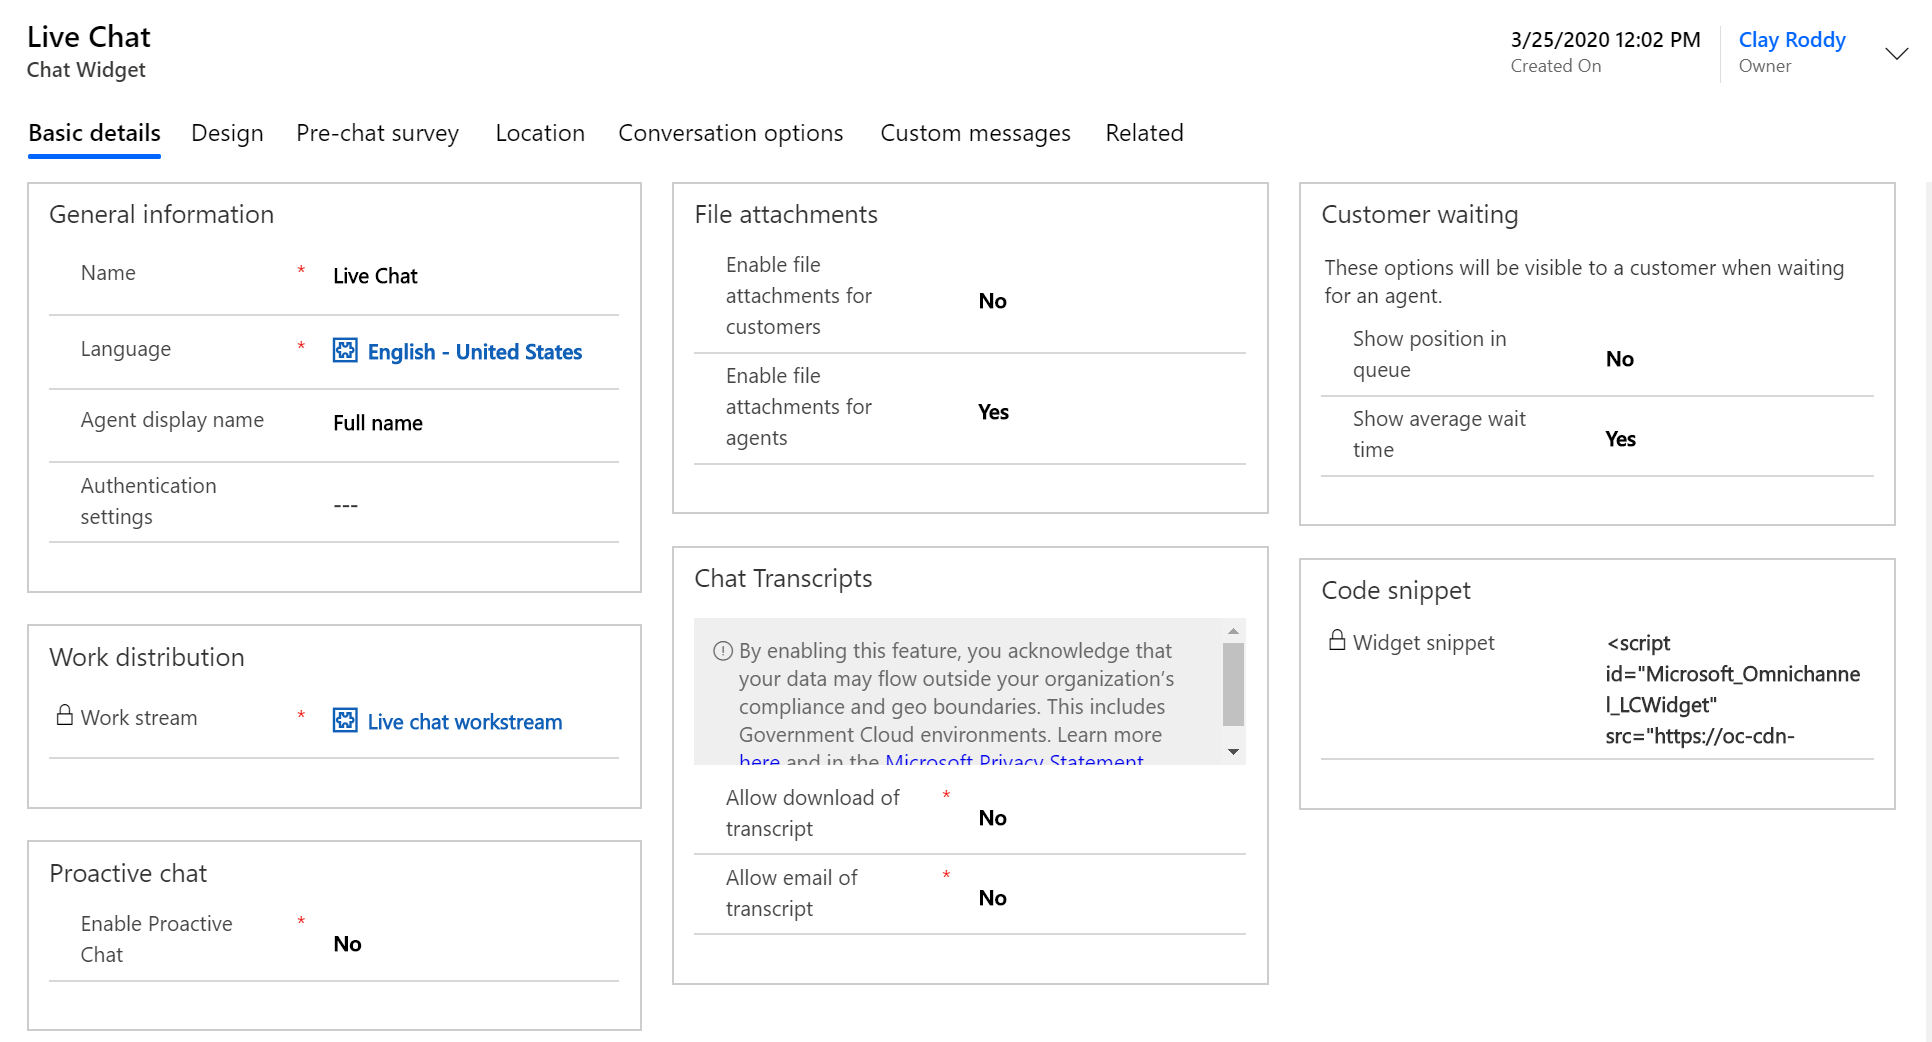 Live Chat
Chat Widget
3/25/2020 12:02 PM
Created On
Clay Roddy
Owner
Basic details Design Pre-chat survey Location Conversation options Custom messages Related
General information
Name * Live Chat
Language * English - United States
Agent display name Full name
Authentication
settings
---
Work distribution
Work stream * Live chat workstream
Proactive chat
Enable Proactive *
Chat
No
File attachments
Enable file
attachments for
customers
No
Enable file
attachments for
agents
Yes
Chat Transcripts
By enabling this feature, you acknowledge that
your data may flow outside your organization’s
compliance and geo boundaries. This includes
Government Cloud environments. Learn more
here and in the Microsoft Privacy Statement
Allow download of *
transcript
No
Allow email of *
transcript
No
Customer waiting
These options will be visible to a customer when waiting
for an agent.
Show position in
queue
No
Show average wait
time
Yes
Code snippet
Widget snippet
<script
id="Microsoft_Omnichanne
l_LCWidget"
src="https://oc-cdn-